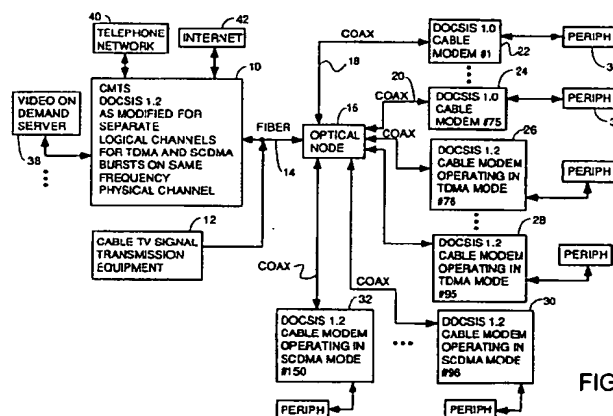 40
TELEPHONE
NETWORK
42
INTERNET
10
VIDEO ON
DEMAND
SERVER
38
CMTS
DOCSIS 1.2
AS MODIFIED FOR
SEPARATE
LOGICAL CHANNELS
FOR TDMA AND SCDMA
BURSTS ON SAME
FREQUENCY
PHYSICAL CHANNEL
12
CABLE TV SIGNAL
TRANSMISSION
EQUIPMENT
FIBER
14
16
OPTICAL
NODE
COAX
18
DOCSIS 1.0
CABLE
MODEM #1
22
PERIPH
3
20
COAX
24
DOCSIS 1.0
CABLE
MODEM #75
PERIPH
3
COAX
26
DOCSIS 1.2
CABLE MODEM
OPERATING IN
TDMA MODE
#76
PERIPH
28
DOCSIS 1.2
CABLE MODEM
OPERATING IN
TDMA MODE
#95
PERIPH
COAX
32
DOCSIS 1.2
CABLE MODEM
OPERATING IN
SCDMA MODE
#150
PERIPH
COAX
30
DOCSIS 1.2
CABLE MODEM
OPERATING IN
SCDMA MODE
#96
PERIPH
FIG